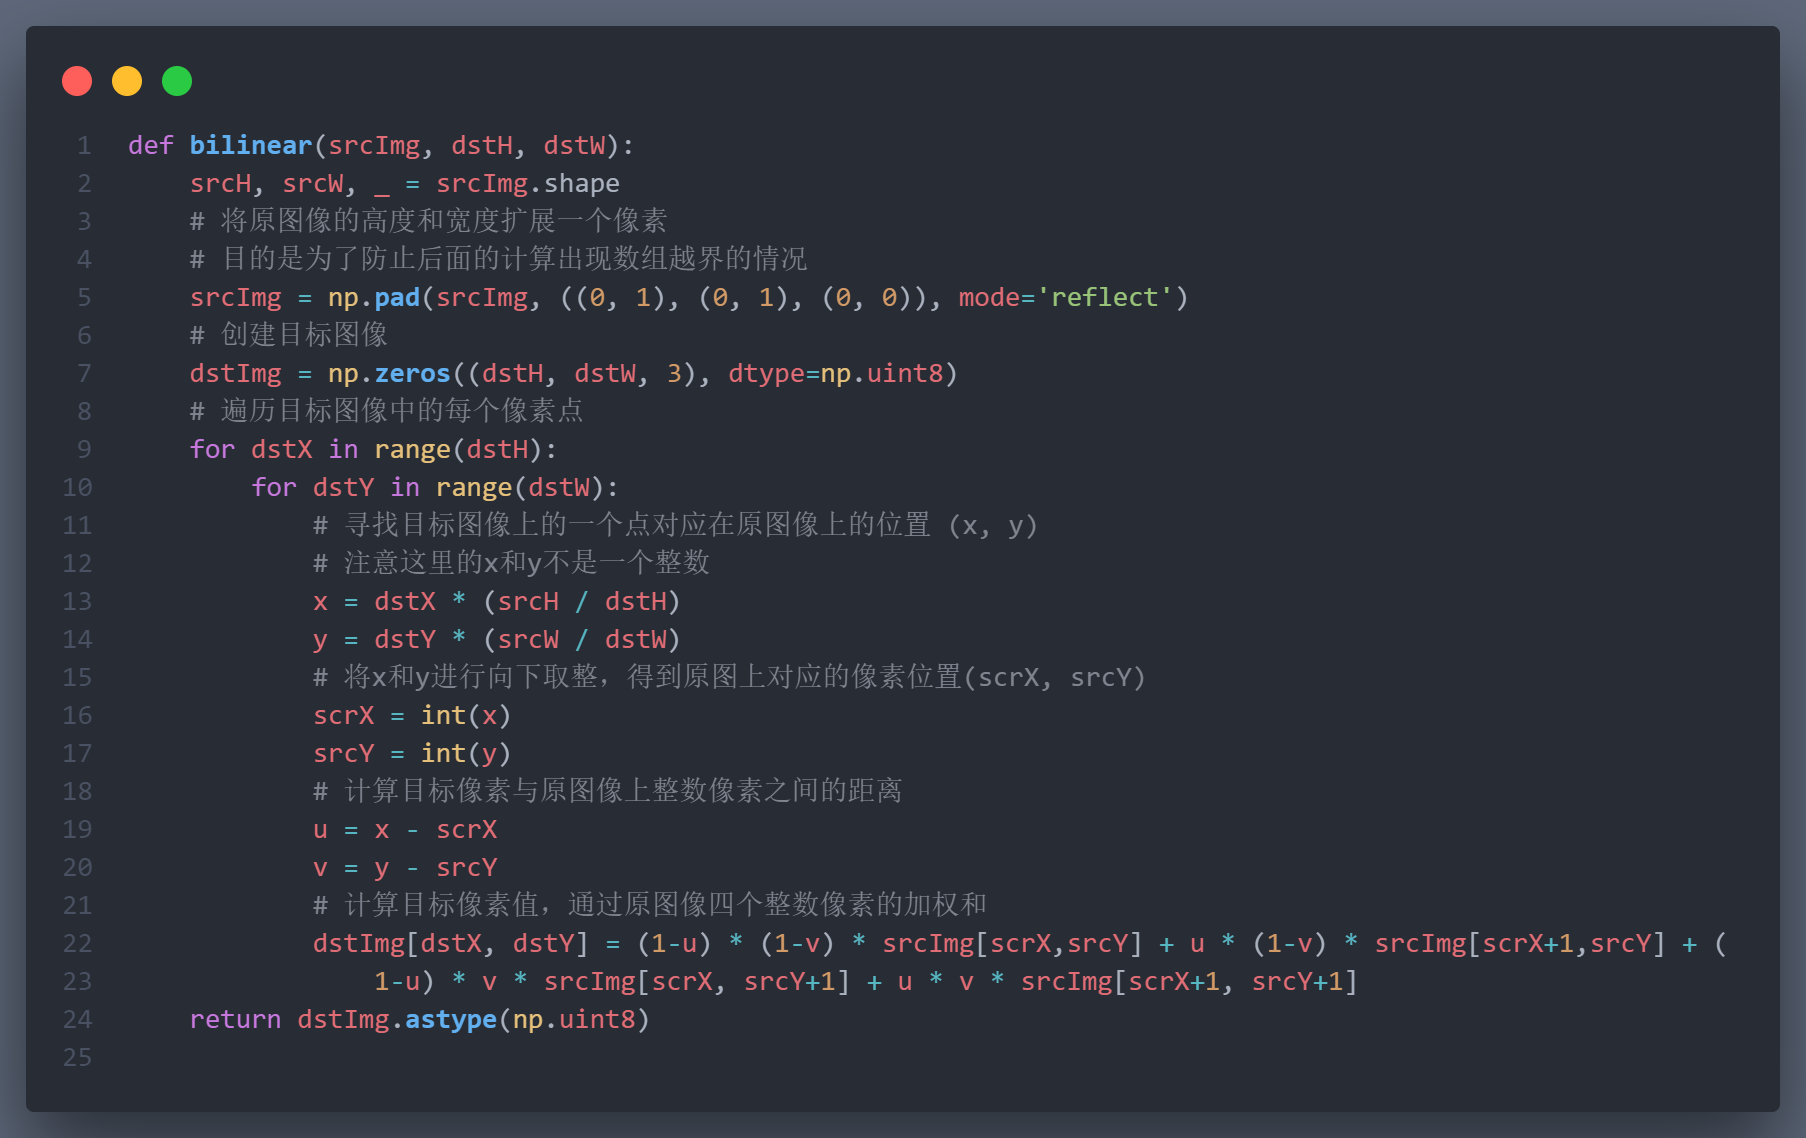 1 def bilinear(srcImg, dstH, dstW):
2     srcH, srcW, _ = srcImg.shape
3     # 将原图像的高度和宽度扩展一个像素
4     # 目的是为了防止后面的计算出现数组越界的情况
5     srcImg = np.pad(srcImg, ((0, 1), (0, 1), (0, 0)), mode='reflect')
6     # 创建目标图像
7     dstImg = np.zeros((dstH, dstW, 3), dtype=np.uint8)
8     # 遍历目标图像中的每个像素点
9     for dstX in range(dstH):
10         for dstY in range(dstW):
11             # 寻找目标图像上的一个点对应在原图像上的位置 (x, y)
12             # 注意这里的x和y不是一个整数
13             x = dstX * (srcH / dstH)
14             y = dstY * (srcW / dstW)
15             # 将x和y进行向下取整，得到原图上对应的像素位置(scrX, srcY)
16             scrX = int(x)
17             srcY = int(y)
18             # 计算目标像素与原图像上整数像素之间的距离
19             u = x - scrX
20             v = y - srcY
21             # 计算目标像素值，通过原图像四个整数像素的加权和
22             dstImg[dstX, dstY] = (1-u) * (1-v) * srcImg[scrX,srcY] + u * (1-v) * srcImg[scrX+1,srcY] + (
23                 1-u) * v * srcImg[scrX, srcY+1] + u * v * srcImg[scrX+1, srcY+1]
24     return dstImg.astype(np.uint8)
25